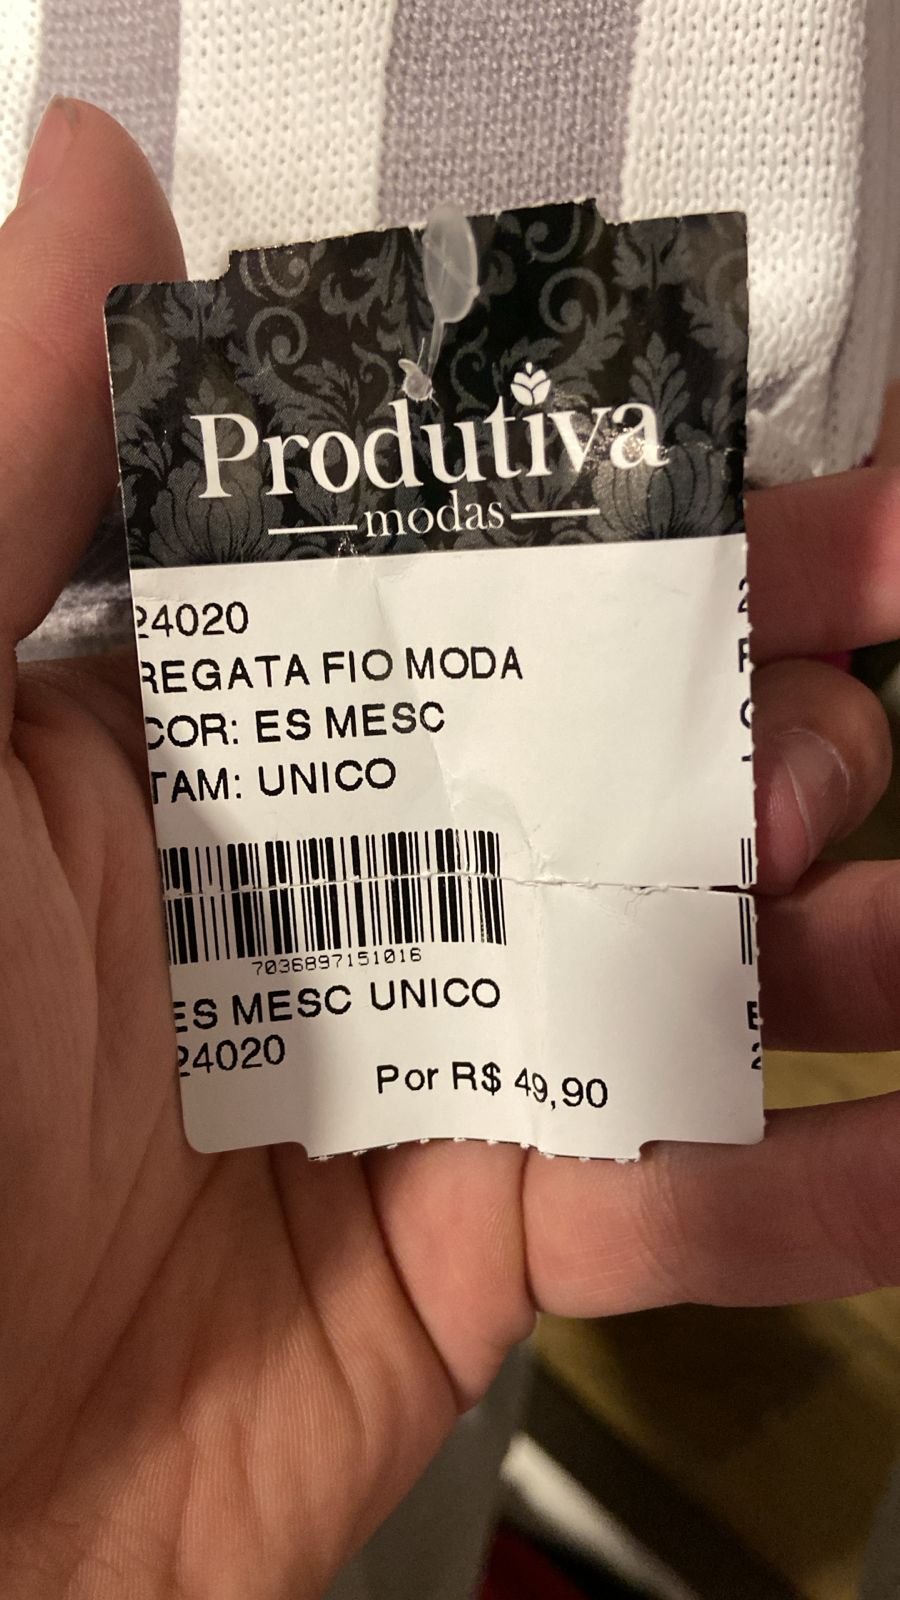 Produtiva
modas
24020
REGATA FIO MODA
COR: ES MESC
TAM: UNICO
7036897151016
ES MESC UNICO
24020
Por R$ 49,90